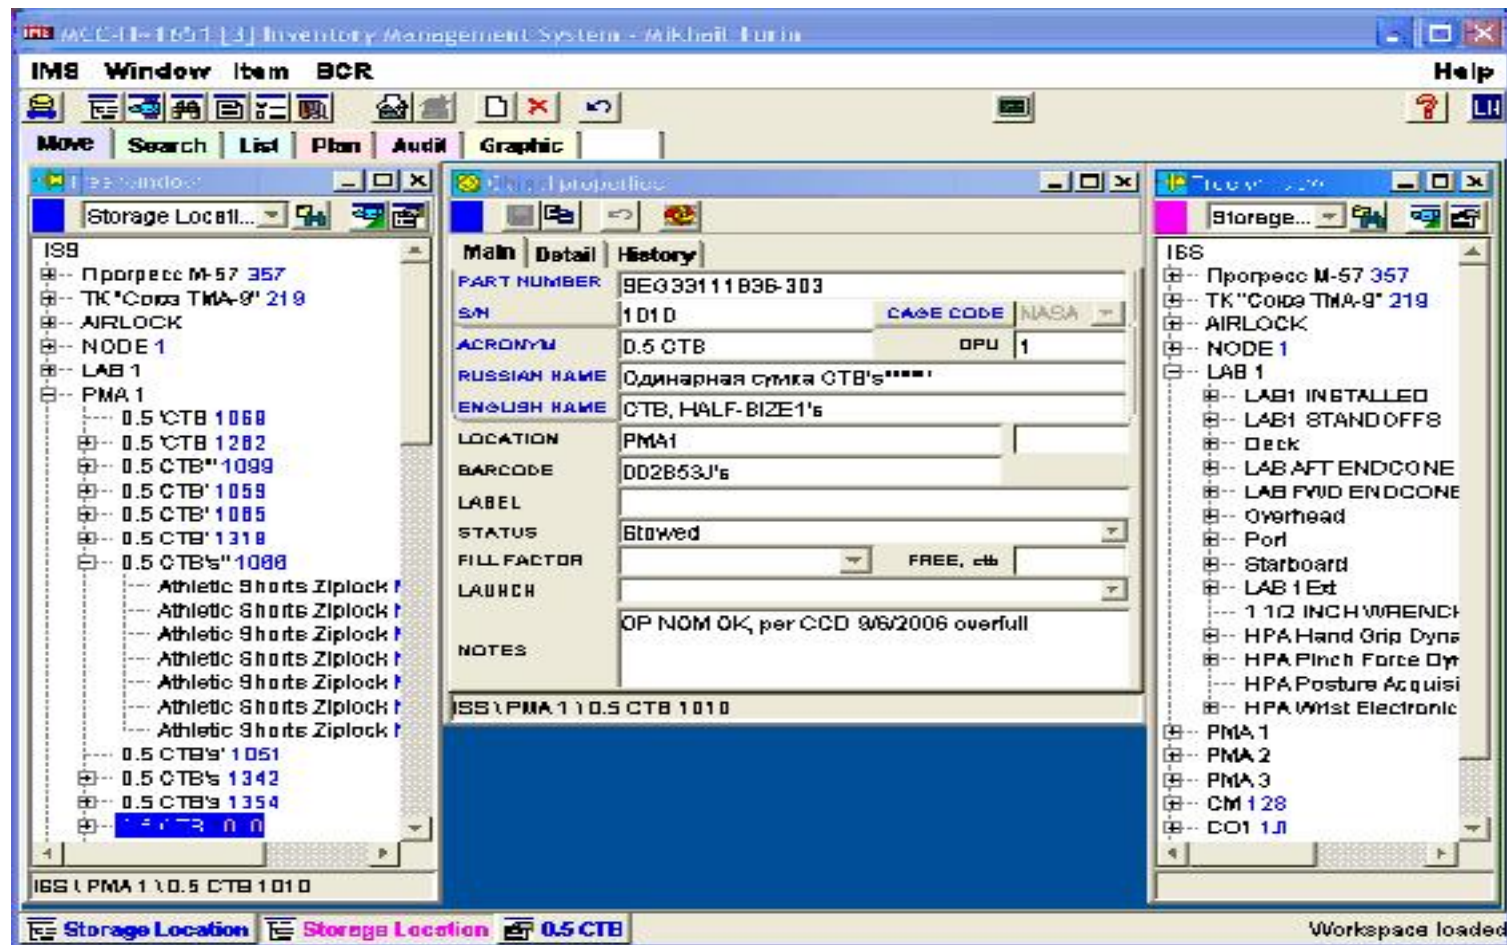 Inventory Management System - Mikhail Turin
IMS Window Item BCR Help
Move Search List Plan Audit Graphic
Storage Locati...
ISS
Прогресс М-57 357
ТК "Союз ТМА-9" 219
AIRLOCK
NODE 1
LAB 1
PMA 1
0.5 CTB 1068
0.5 CTB 1282
0.5 CTB" 1099
0.5 CTB' 1059
0.5 CTB' 1085
0.5 CTB' 1318
0.5 CTB's"
Athletic Shorts Ziplock
Athletic Shorts Ziplock
Athletic Shorts Ziplock
Athletic Shorts Ziplock
Athletic Shorts Ziplock
Athletic Shorts Ziplock
Athletic Shorts Ziplock
0.5 CTB's' 1051
0.5 CTB's 1342
0.5 CTB's 1354
ISS \ PMA 1 \ 0.5 CTB 1010
properties
Main Detail History
PART NUMBER
S/N 1010 CAGE CODE NASA
ACRONYM 0.5 CTB OPU 1
RUSSIAN NAME Одинарная сумка CTB's
ENGLISH NAME CTB, HALF-SIZE1's
LOCATION PMA1
BARCODE
LABEL
STATUS Stowed
FILL FACTOR FREE, ctb
LAUNCH
NOTES OP NOM OK, per CCD 9/6/2006 overfull
ISS \ PMA 1 \ 0.5 CTB 1010
Storage...
ISS
Прогресс М-57 357
ТК "Союз ТМА-9" 219
AIRLOCK
NODE 1
LAB 1
LAB1 INSTALLED
LAB1 STANDOFFS
Deck
LAB AFT ENDCONE
LAB FWD ENDCONE
Overhead
Port
Starboard
LAB 1 Ext
1 1/2 INCH WRENCH
HPA Hand Grip Dyna
HPA Pinch Force Dyn
HPA Posture Acquisi
HPA Wrist Electronic
PMA 1
PMA 2
PMA 3
СМ 128
CO1
Storage Location Storage Location 0.5 CTB Workspace loaded